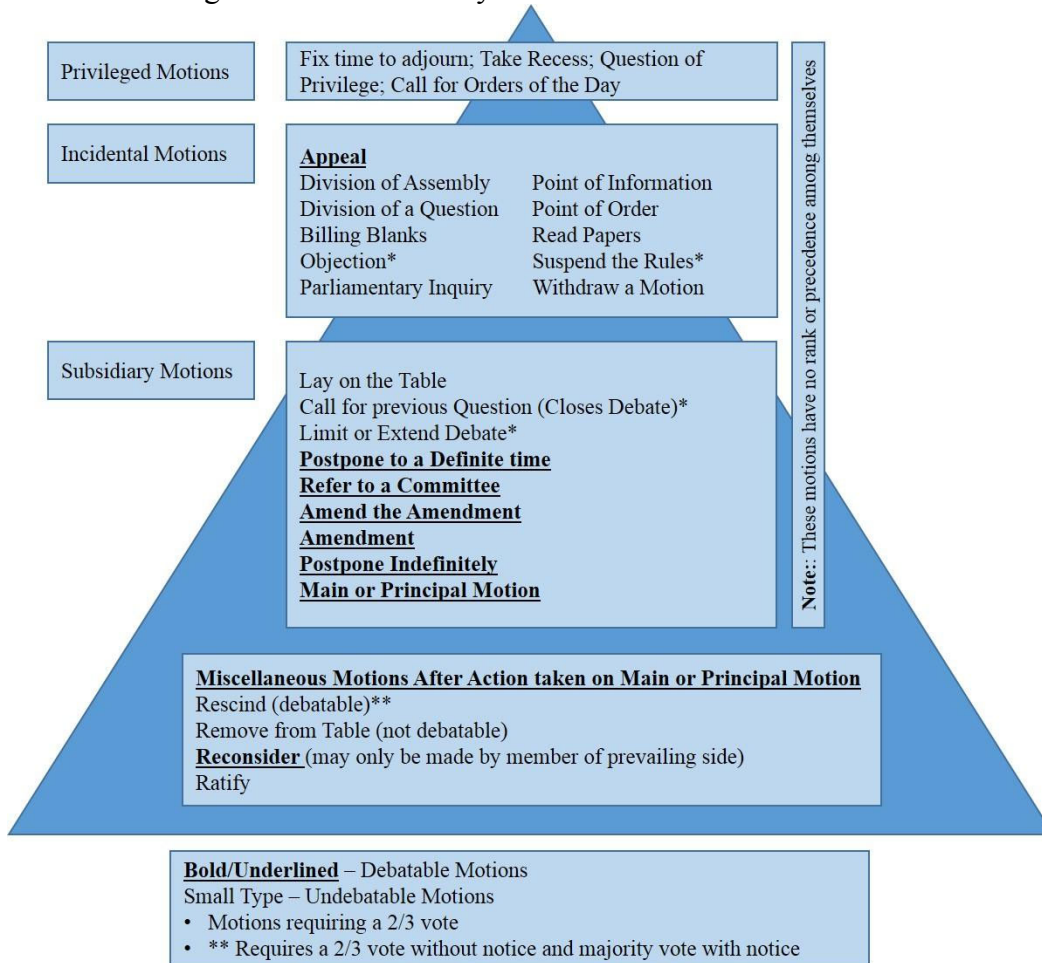 Privileged Motions
Fix time to adjourn; Take Recess; Question of
Privilege; Call for Orders of the Day
Incidental Motions
Appeal
Division of Assembly Point of Information
Division of a Question Point of Order
Billing Blanks Read Papers
Objection* Suspend the Rules*
Parliamentary Inquiry Withdraw a Motion
Note:: These motions have no rank or precedence among themselves
Subsidiary Motions
Lay on the Table
Call for previous Question (Closes Debate)*
Limit or Extend Debate*
Postpone to a Definite time
Refer to a Committee
Amend the Amendment
Amendment
Postpone Indefinitely
Main or Principal Motion
Miscellaneous Motions After Action taken on Main or Principal Motion
Rescind (debatable)**
Remove from Table (not debatable)
Reconsider (may only be made by member of prevailing side)
Ratify
Bold/Underlined – Debatable Motions
Small Type – Undebatable Motions
• Motions requiring a 2/3 vote
• ** Requires a 2/3 vote without notice and majority vote with notice